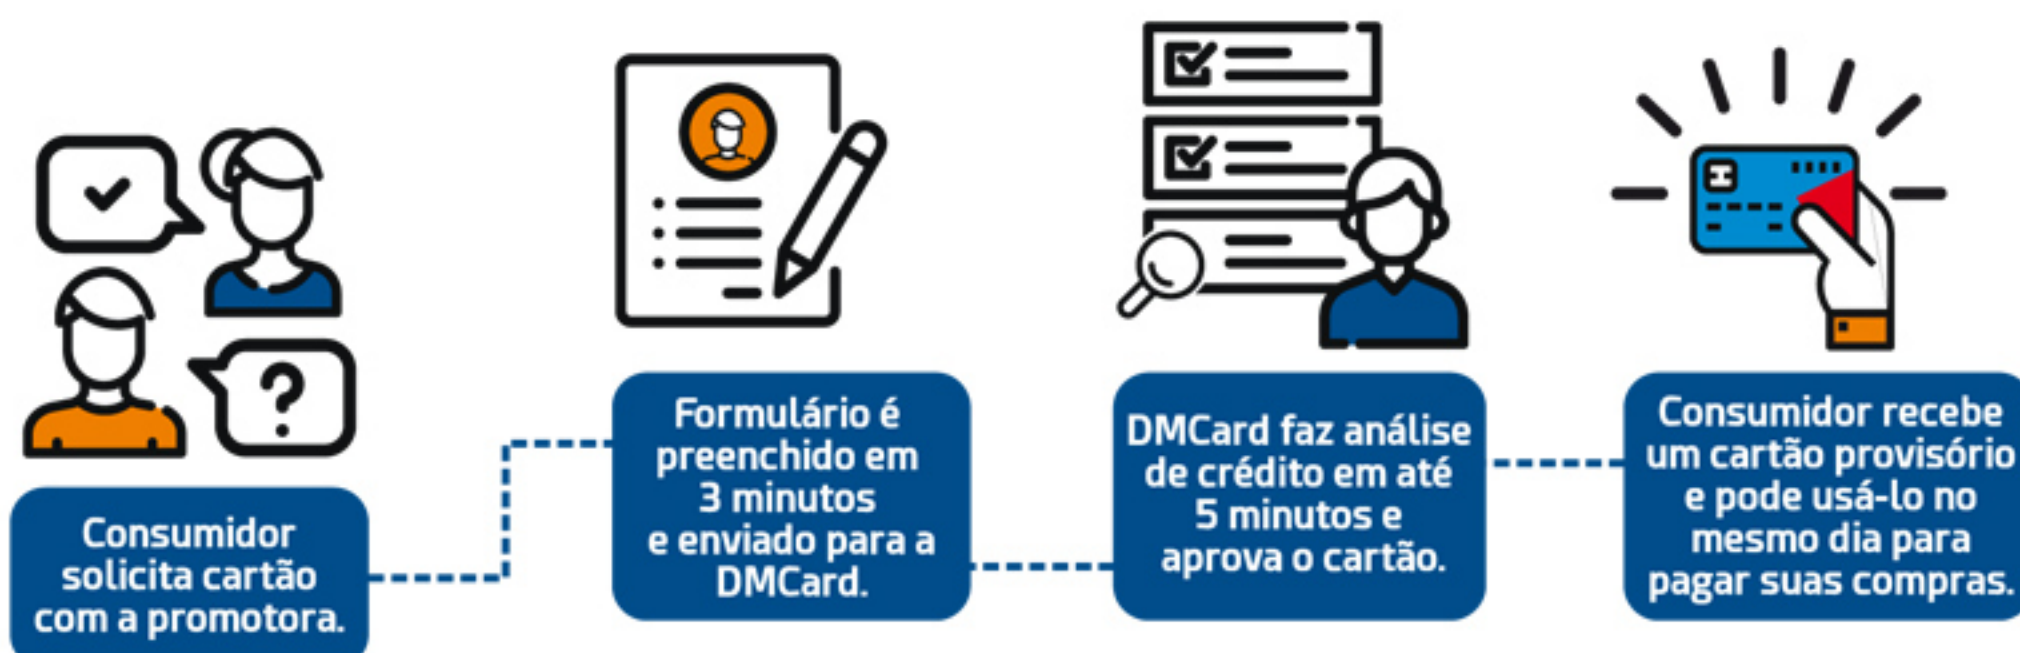 Consumidor
solicita cartão
com a promotora.
Formulário é
preenchido em
3 minutos
e enviado para a
DMCard.
DMCard faz análise
de crédito em até
5 minutos e
aprova o cartão.
Consumidor recebe
um cartão provisório
e pode usá-lo no
mesmo dia para
pagar suas compras.